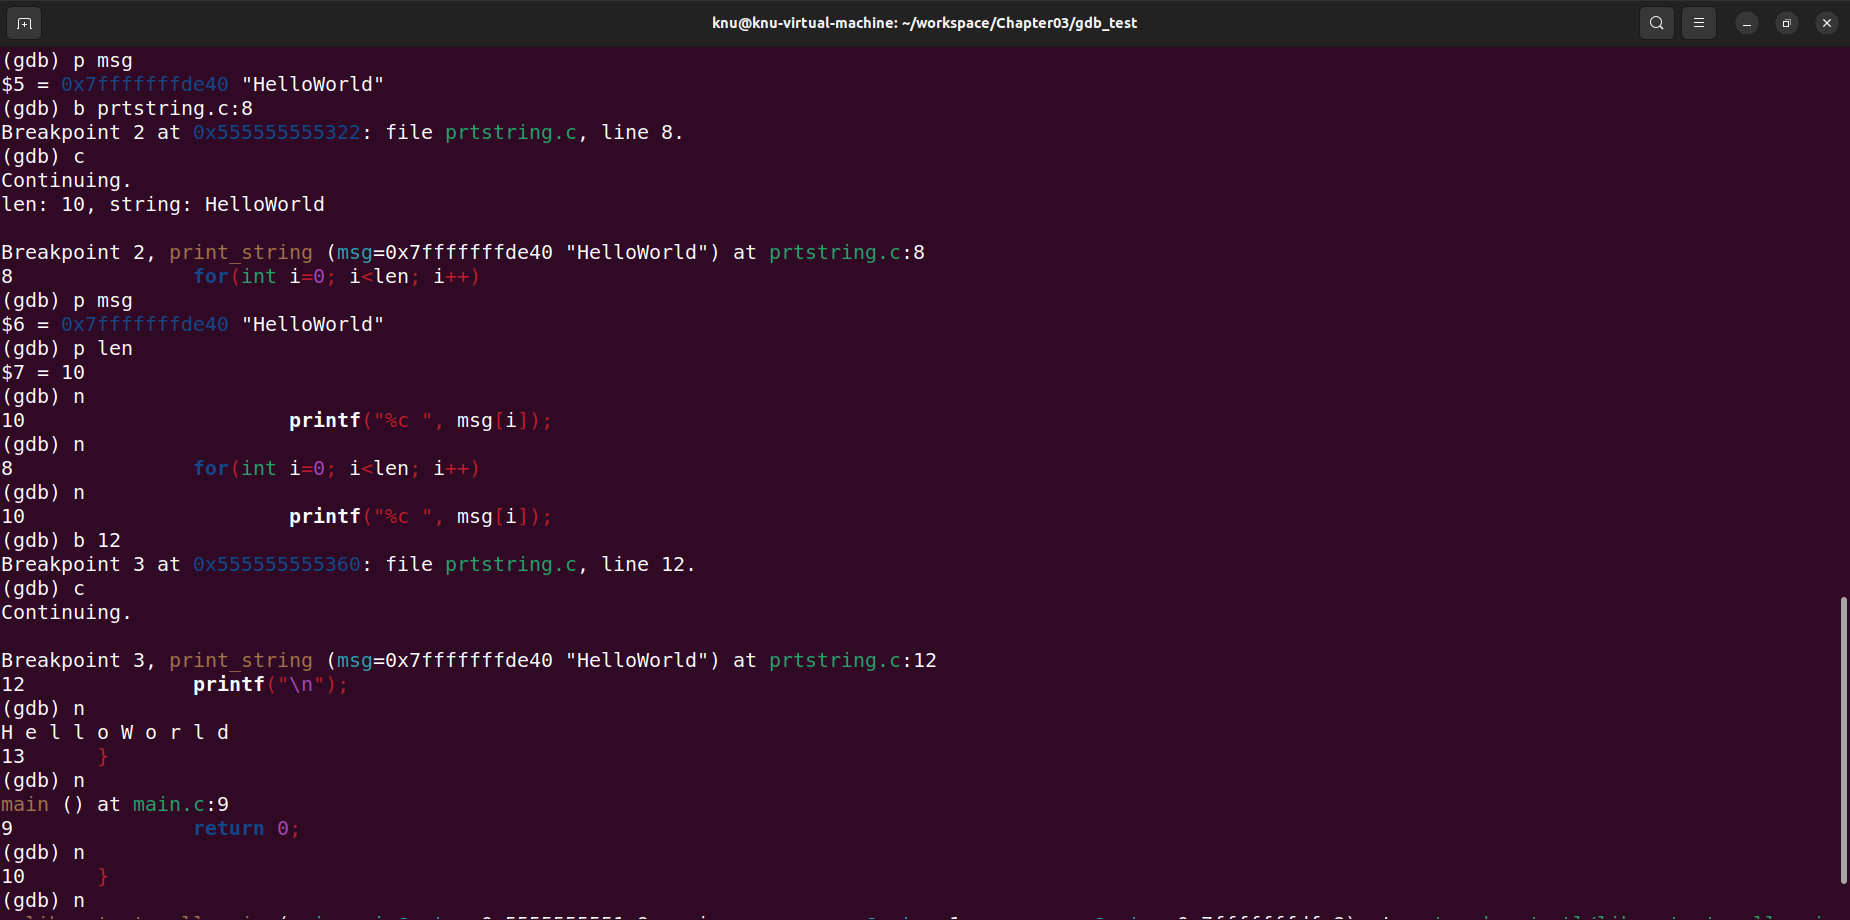 knu@knu-virtual-machine: ~/workspace/Chapter03/gdb_test
(gdb) p msg
$5 = 0x7fffffffde40 "HelloWorld"
(gdb) b prtstring.c:8
Breakpoint 2 at 0x555555555322: file prtstring.c, line 8.
(gdb) c
Continuing.
len: 10, string: HelloWorld
Breakpoint 2, print_string (msg=0x7fffffffde40 "HelloWorld") at prtstring.c:8
8               for(int i=0; i<len; i++)
(gdb) p msg
$6 = 0x7fffffffde40 "HelloWorld"
(gdb) p len
$7 = 10
(gdb) n
10                      printf("%c ", msg[i]);
(gdb) n
8               for(int i=0; i<len; i++)
(gdb) n
10                      printf("%c ", msg[i]);
(gdb) b 12
Breakpoint 3 at 0x555555555360: file prtstring.c, line 12.
(gdb) c
Continuing.
Breakpoint 3, print_string (msg=0x7fffffffde40 "HelloWorld") at prtstring.c:12
12              printf("\n");
(gdb) n
H e l l o W o r l d
13      }
(gdb) n
main () at main.c:9
9               return 0;
(gdb) n
10      }
(gdb) n